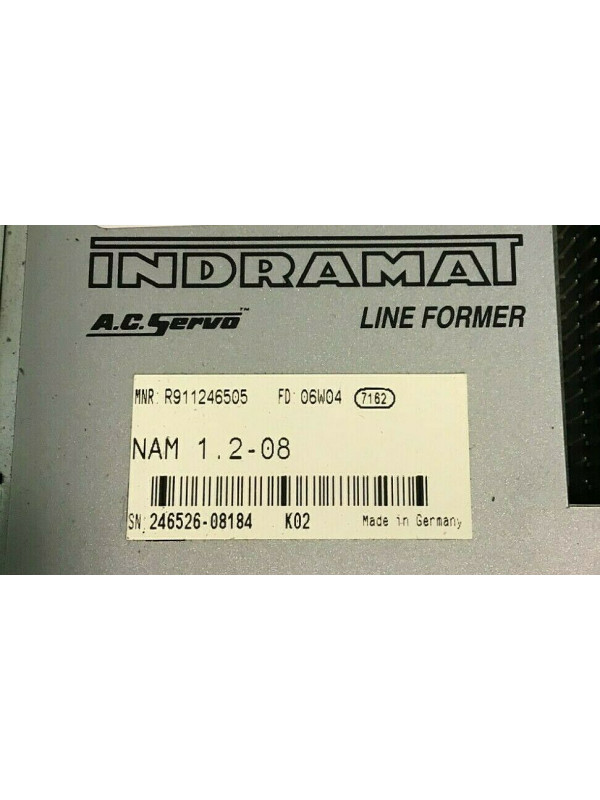 INDRAMAT
A.C. Servo™ LINE FORMER
MNR: R911246505 FD: 06W04 7162
NAM 1.2-08
SN: 246526-08184 K02 Made in Germany